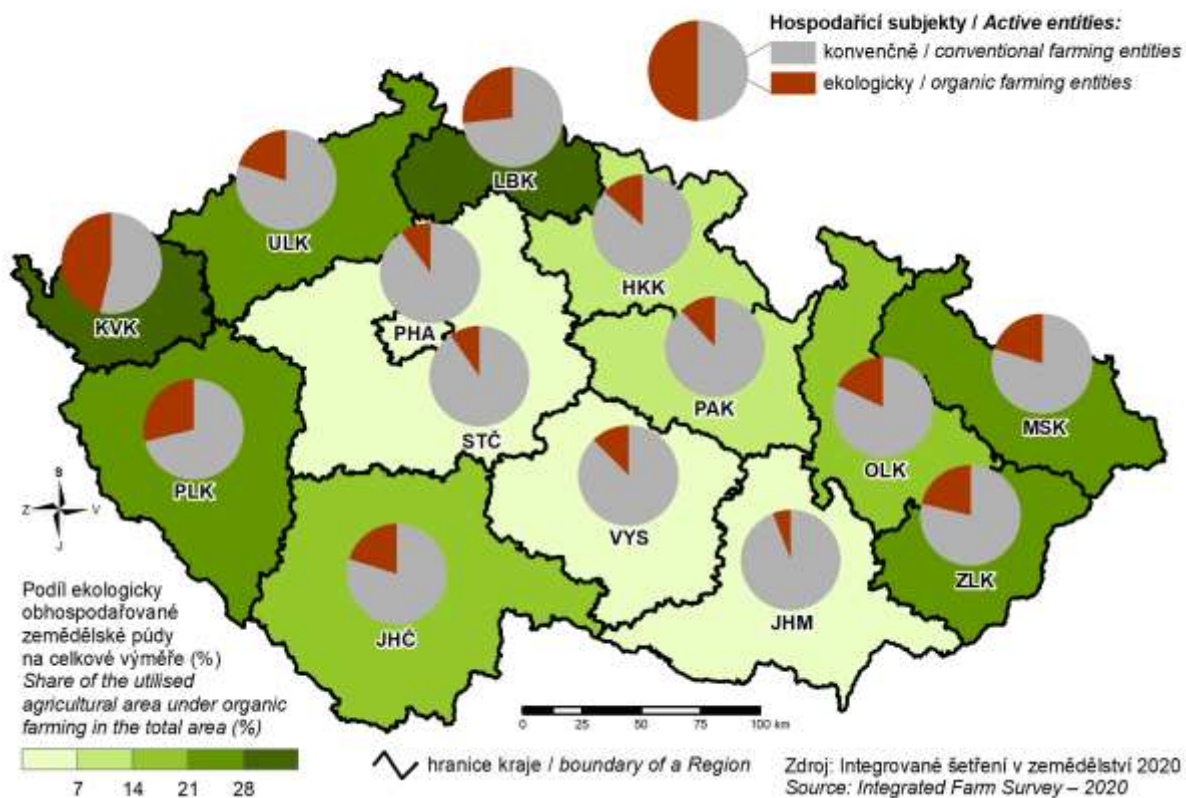 Hospodařící subjekty / Active entities:
konvenčně / conventional farming entities
ekologicky / organic farming entities
LBK
ULK
HKK
KVK
PHA
PAK
MSK
STČ
OLK
PLK
VYS
ZLK
JHM
JHČ
S
Z
V
J
Podíl ekologicky
obhospodařované
zemědělské půdy
na celkové výměře (%)
Share of the utilised
agricultural area under organic
farming in the total area (%)
7 14 21 28
0 25 50 75 100 km
hranice kraje / boundary of a Region
Zdroj: Integrované šetření v zemědělství 2020
Source: Integrated Farm Survey – 2020